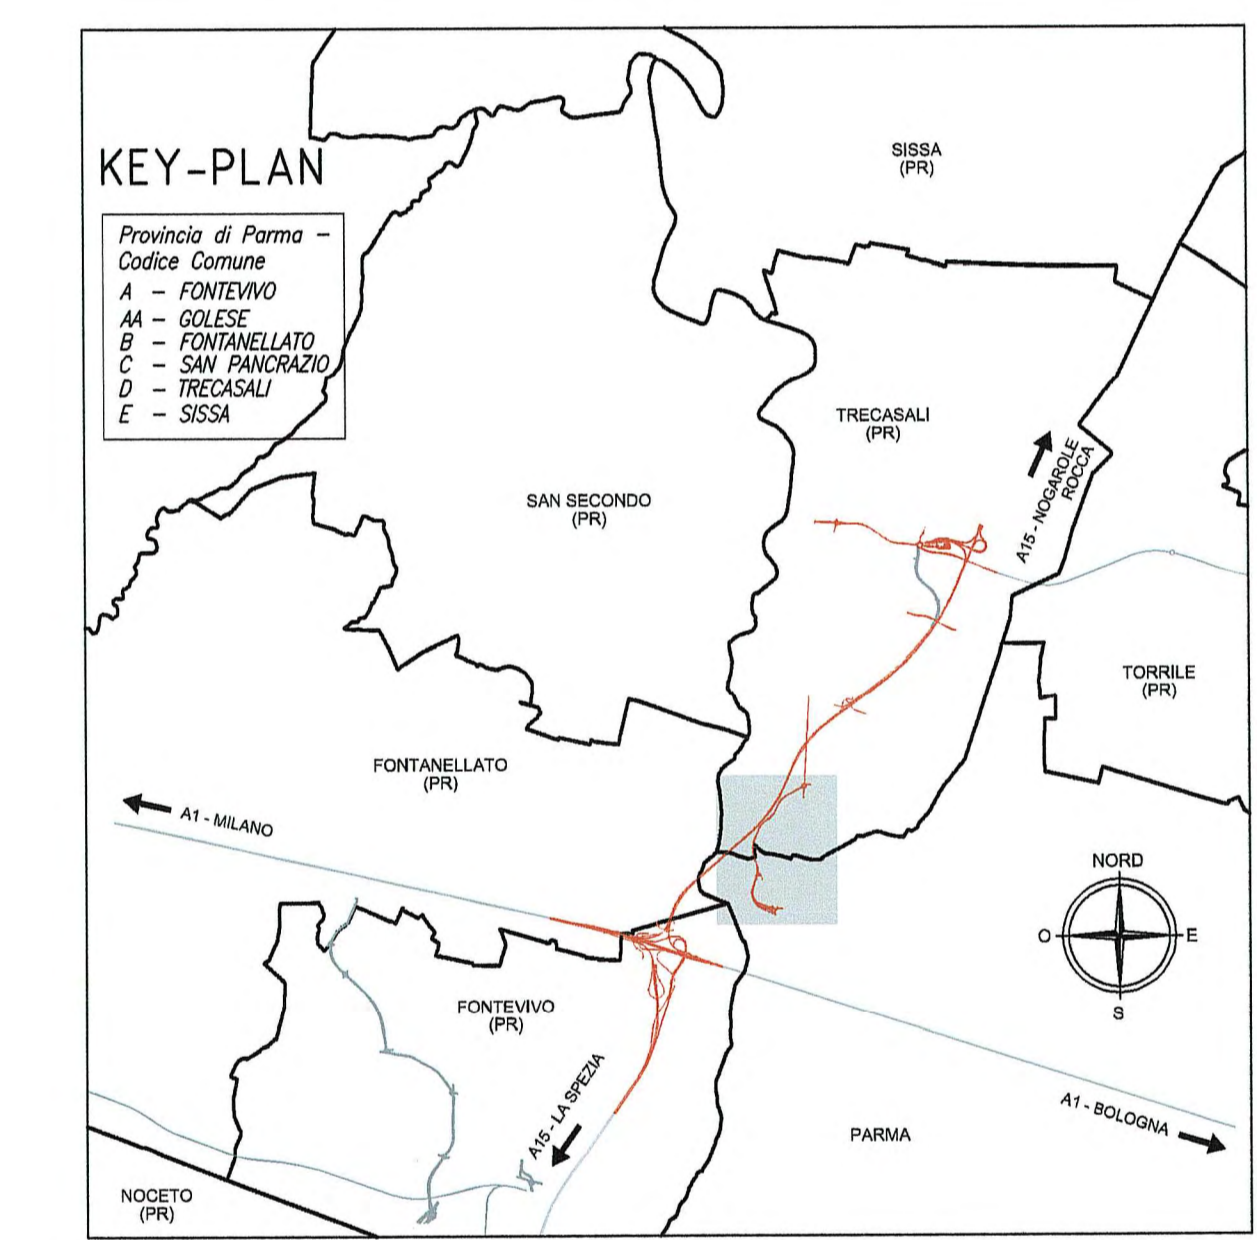 KEY-PLAN
Provincia di Parma -
Codice Comune
A - FONTEVIVO
AA - GOLESE
B - FONTANELLATO
C - SAN PANCRAZIO
D - TRECASALI
E - SISSA
SISSA
(PR)
TRECASALI
(PR)
A15 - NOGAROLE
ROCCA
SAN SECONDO
(PR)
TORRILE
(PR)
FONTANELLATO
(PR)
A1 - MILANO
NORD
O
E
S
FONTEVIVO
(PR)
A15 - LA SPEZIA
A1 - BOLOGNA
PARMA
NOCETO
(PR)